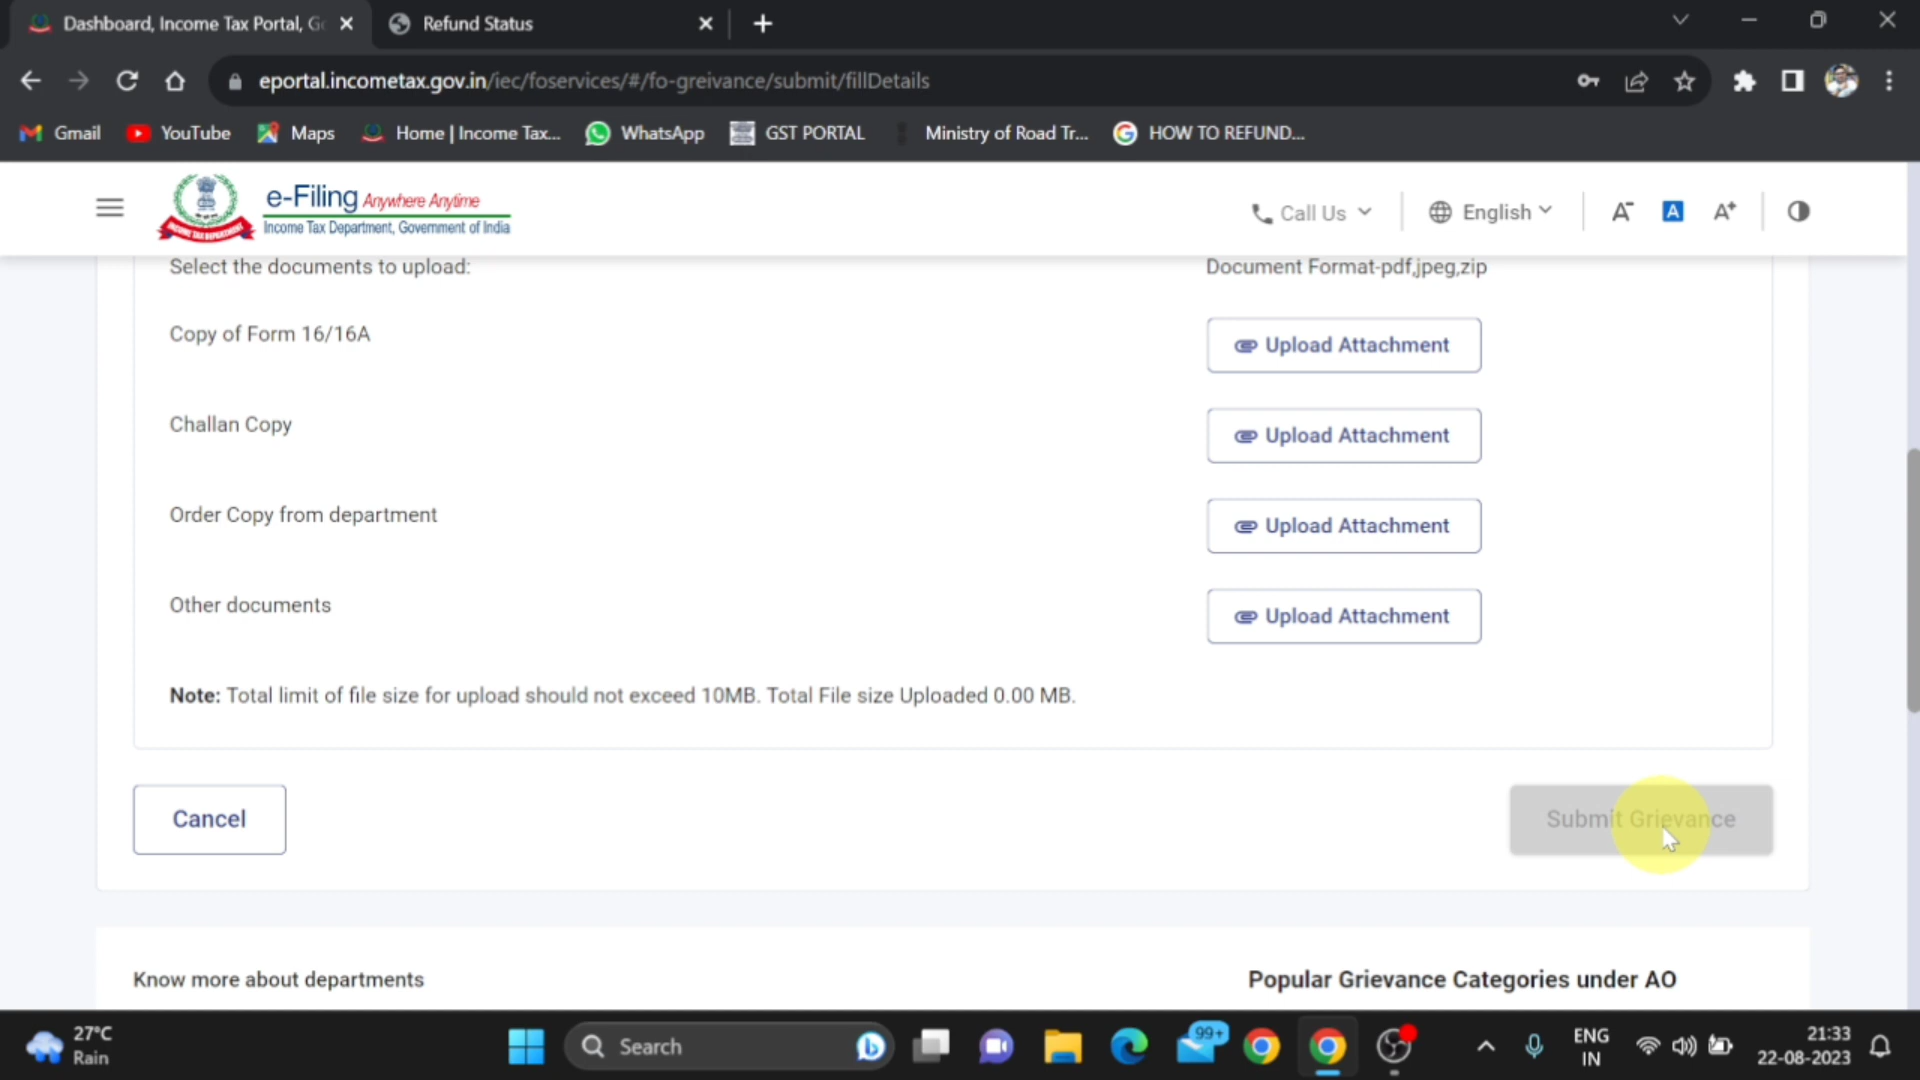 Dashboard, Income Tax Portal, G
Refund Status
eportal.incometax.gov.in/iec/foservices/#/fo-greivance/submit/fillDetails
Gmail
YouTube
Maps
Home | Income Tax...
WhatsApp
GST PORTAL
Ministry of Road Tr...
HOW TO REFUND...
e-Filing Anywhere Anytime
Income Tax Department, Government of India
INCOME TAX DEPARTMENT
Call Us
English
A-
A
A+
Select the documents to upload:
Document Format-pdf,jpeg,zip
Copy of Form 16/16A
Upload Attachment
Challan Copy
Upload Attachment
Order Copy from department
Upload Attachment
Other documents
Upload Attachment
Note: Total limit of file size for upload should not exceed 10MB. Total File size Uploaded 0.00 MB.
Cancel
Submit Grievance
Know more about departments
Popular Grievance Categories under AO
27°C
Rain
Search
99+
ENG
IN
21:33
22-08-2023